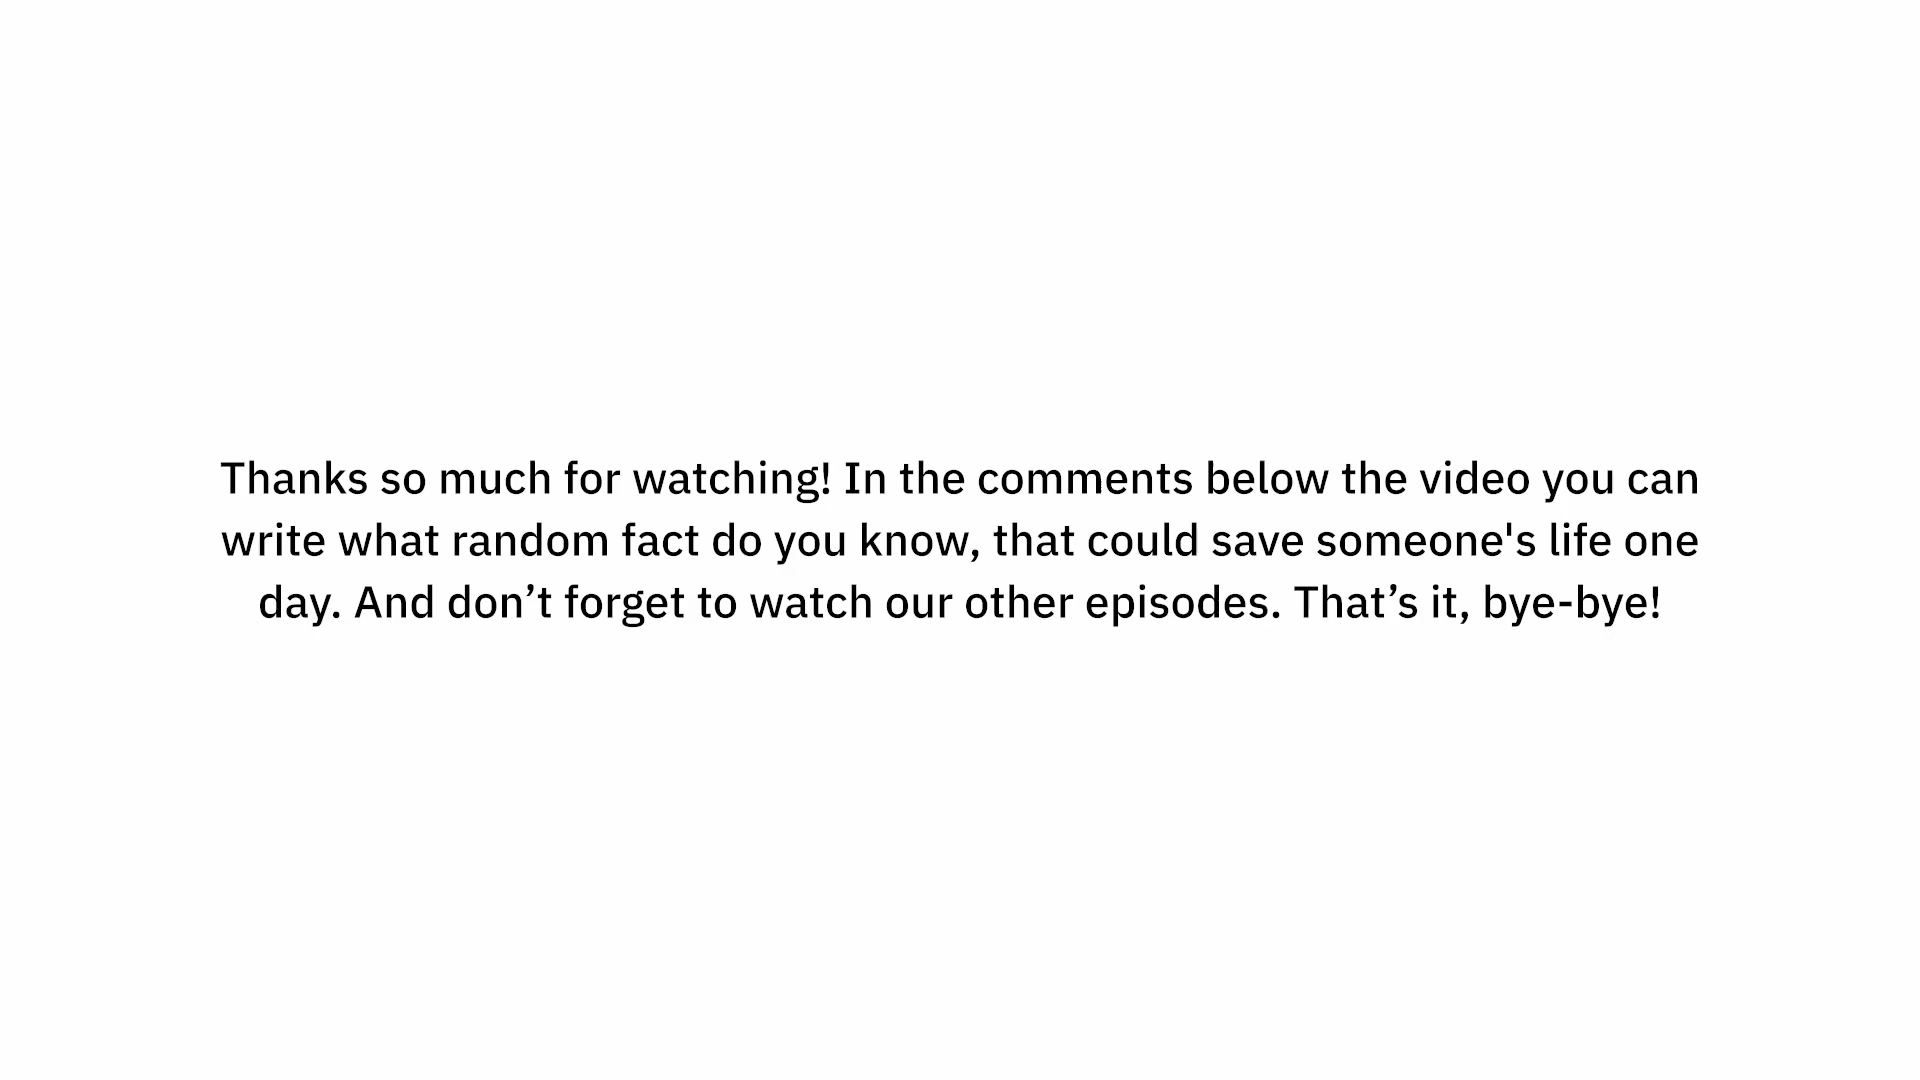 Thanks so much for watching! In the comments below the video you can
write what random fact do you know, that could save someone's life one
day. And don’t forget to watch our other episodes. That’s it, bye-bye!